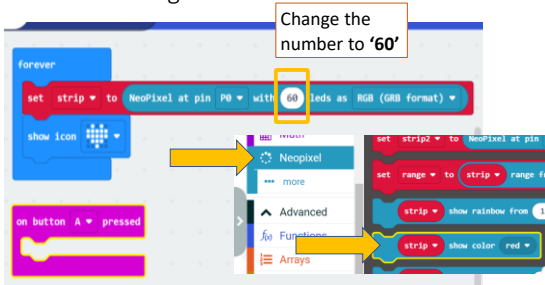 Change the
number to ‘60’
forever
set strip to NeoPixel at pin P0 with 60 leds as RGB (GRB format)
show icon
on button A pressed
Math
Neopixel
more
Advanced
f(x) Functions
Arrays
set strip2 to NeoPixel at pin
set range to strip range f
strip show rainbow from 1
strip show color red